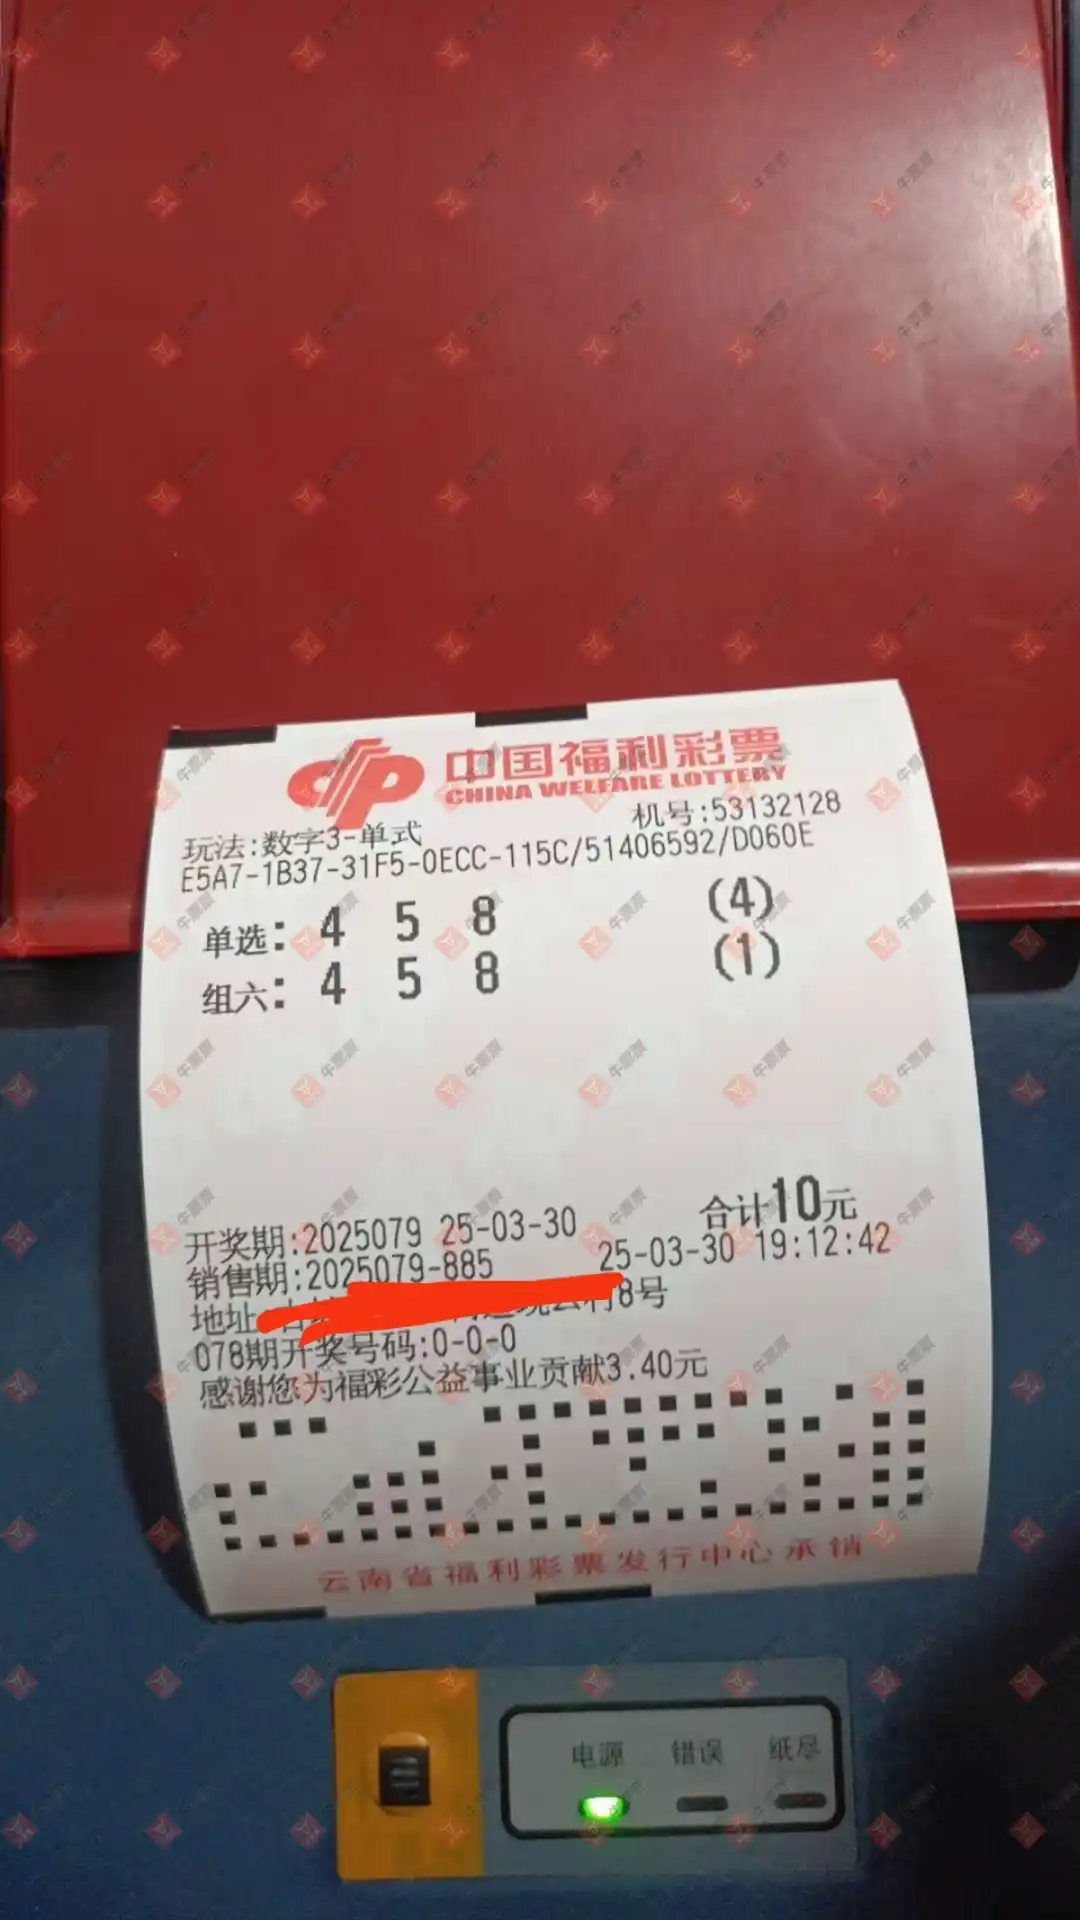 中国福利彩票
CHINA WELFARE LOTTERY
机号:53132128
玩法:数字3-单式
E5A7-1B37-31F5-0ECC-115C/51406592/D060E
单选: 4 5 8 (4)
组六: 4 5 8 (1)
合计10元
开奖期:2025079 25-03-30
销售期:2025079-885 25-03-30 19:12:42
地址: 村8号
078期开奖号码:0-0-0
感谢您为福彩公益事业贡献3.40元
云南省福利彩票发行中心承销
电源 错误 纸尽
牛票票